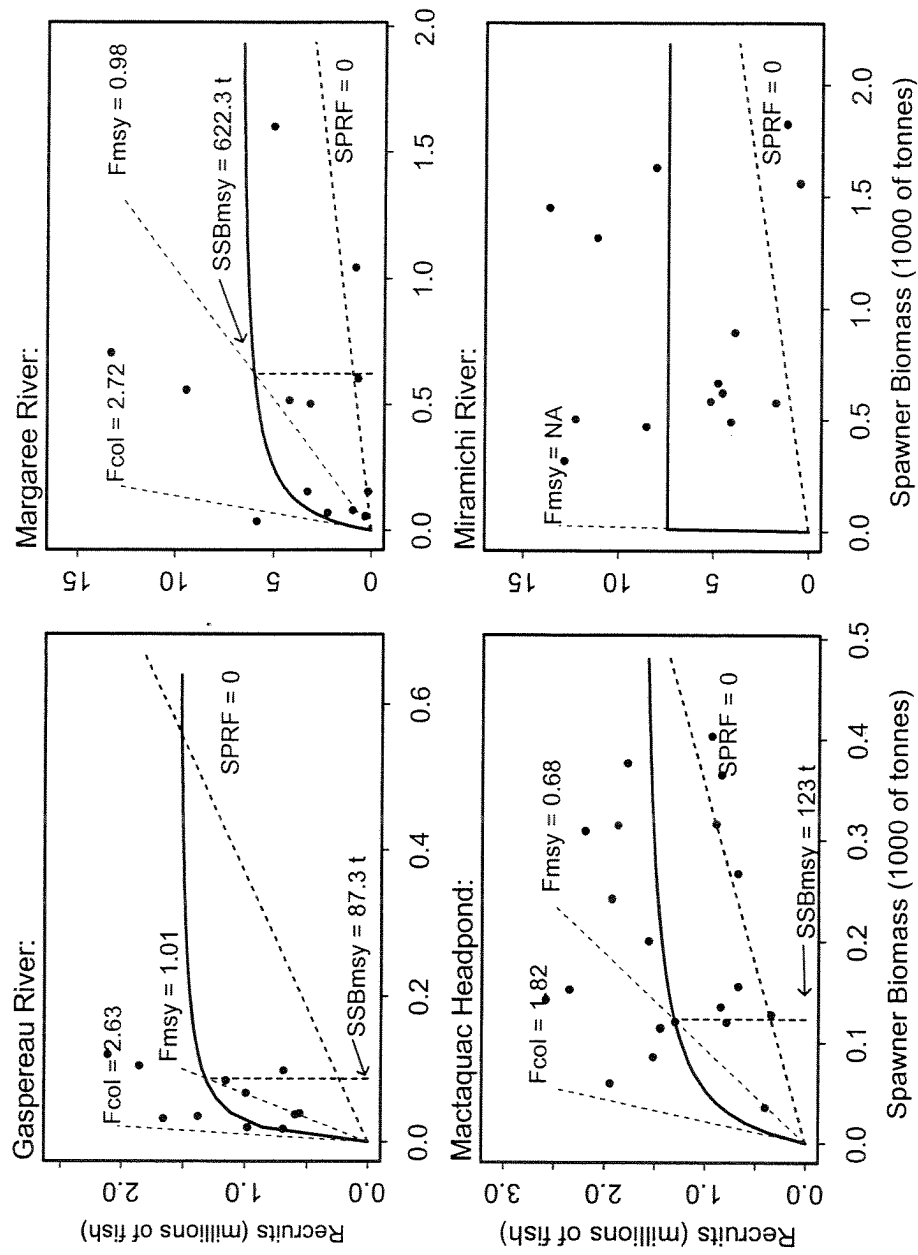 Gaspereau River:
Recruits (millions of fish)
2.0
1.0
0.0
Fcol = 2.63
Fmsy = 1.01
SPRF = 0
SSBmsy = 87.3 t
0.0
0.2
0.4
0.6
Margaree River:
15
10
5
0
Fcol = 2.72
Fmsy = 0.98
SSBmsy = 622.3 t
SPRF = 0
0.0
0.5
1.0
1.5
2.0
Mactaquac Headpond:
Recruits (millions of fish)
3.0
2.0
1.0
0.0
Fcol = 1.82
Fmsy = 0.68
SPRF = 0
SSBmsy = 123 t
0.0
0.1
0.2
0.3
0.4
0.5
Spawner Biomass (1000 of tonnes)
Miramichi River:
15
10
5
0
Fmsy = NA
SPRF = 0
0.0
0.5
1.0
1.5
2.0
Spawner Biomass (1000 of tonnes)